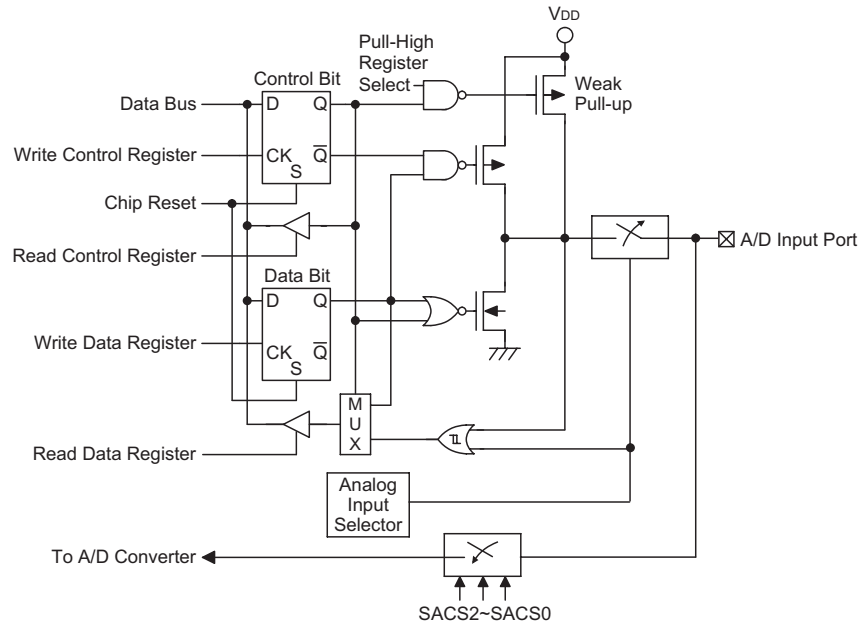 VDD
Pull-High
Register
Select
Weak
Pull-up
Control Bit
Data Bus
D
Q
Write Control Register
CK
Q̅
S
Chip Reset
Read Control Register
Data Bit
D
Q
Write Data Register
CK
Q̅
S
A/D Input Port
M
U
X
Read Data Register
Analog
Input
Selector
To A/D Converter
SACS2~SACS0